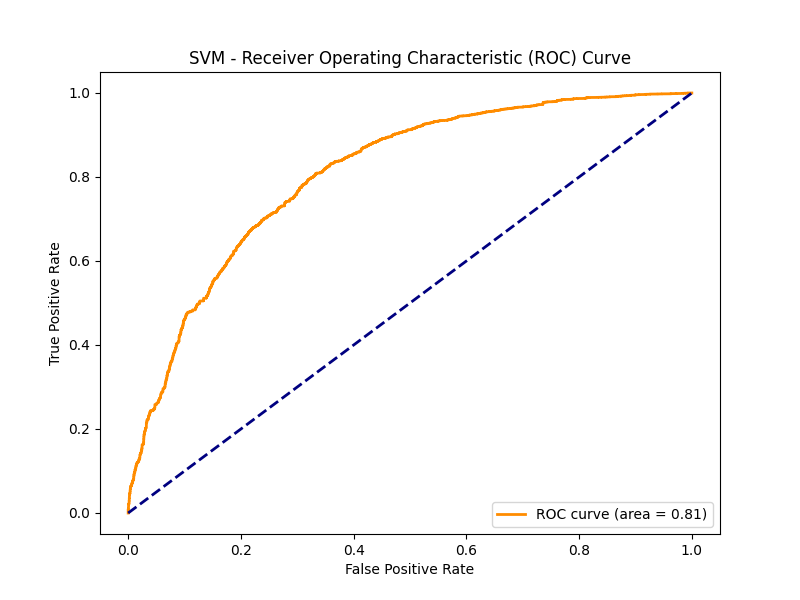 SVM - Receiver Operating Characteristic (ROC) Curve
1.0
0.8
0.6
0.4
0.2
0.0
True Positive Rate
ROC curve (area = 0.81)
0.0 0.2 0.4 0.6 0.8 1.0
False Positive Rate